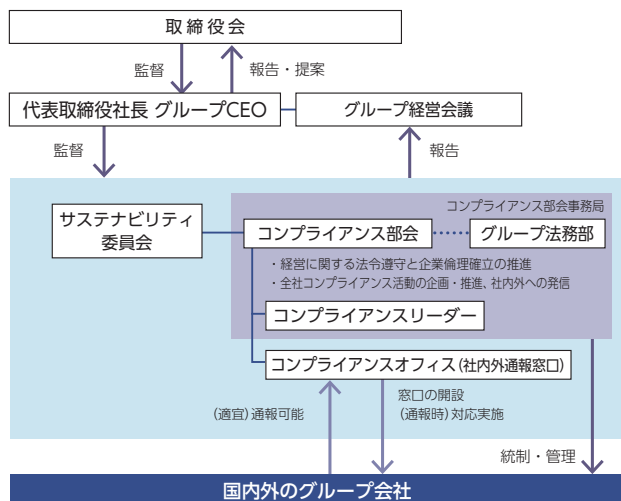 取締役会
監督
報告・提案
代表取締役社長 グループCEO
グループ経営会議
監督
報告
コンプライアンス部会事務局
サステナビリティ
委員会
コンプライアンス部会
グループ法務部
・経営に関する法令遵守と企業倫理確立の推進
・全社コンプライアンス活動の企画・推進、社内外への発信
コンプライアンスリーダー
コンプライアンスオフィス(社内外通報窓口)
(適宜)通報可能
窓口の開設
(通報時)対応実施
統制・管理
国内外のグループ会社